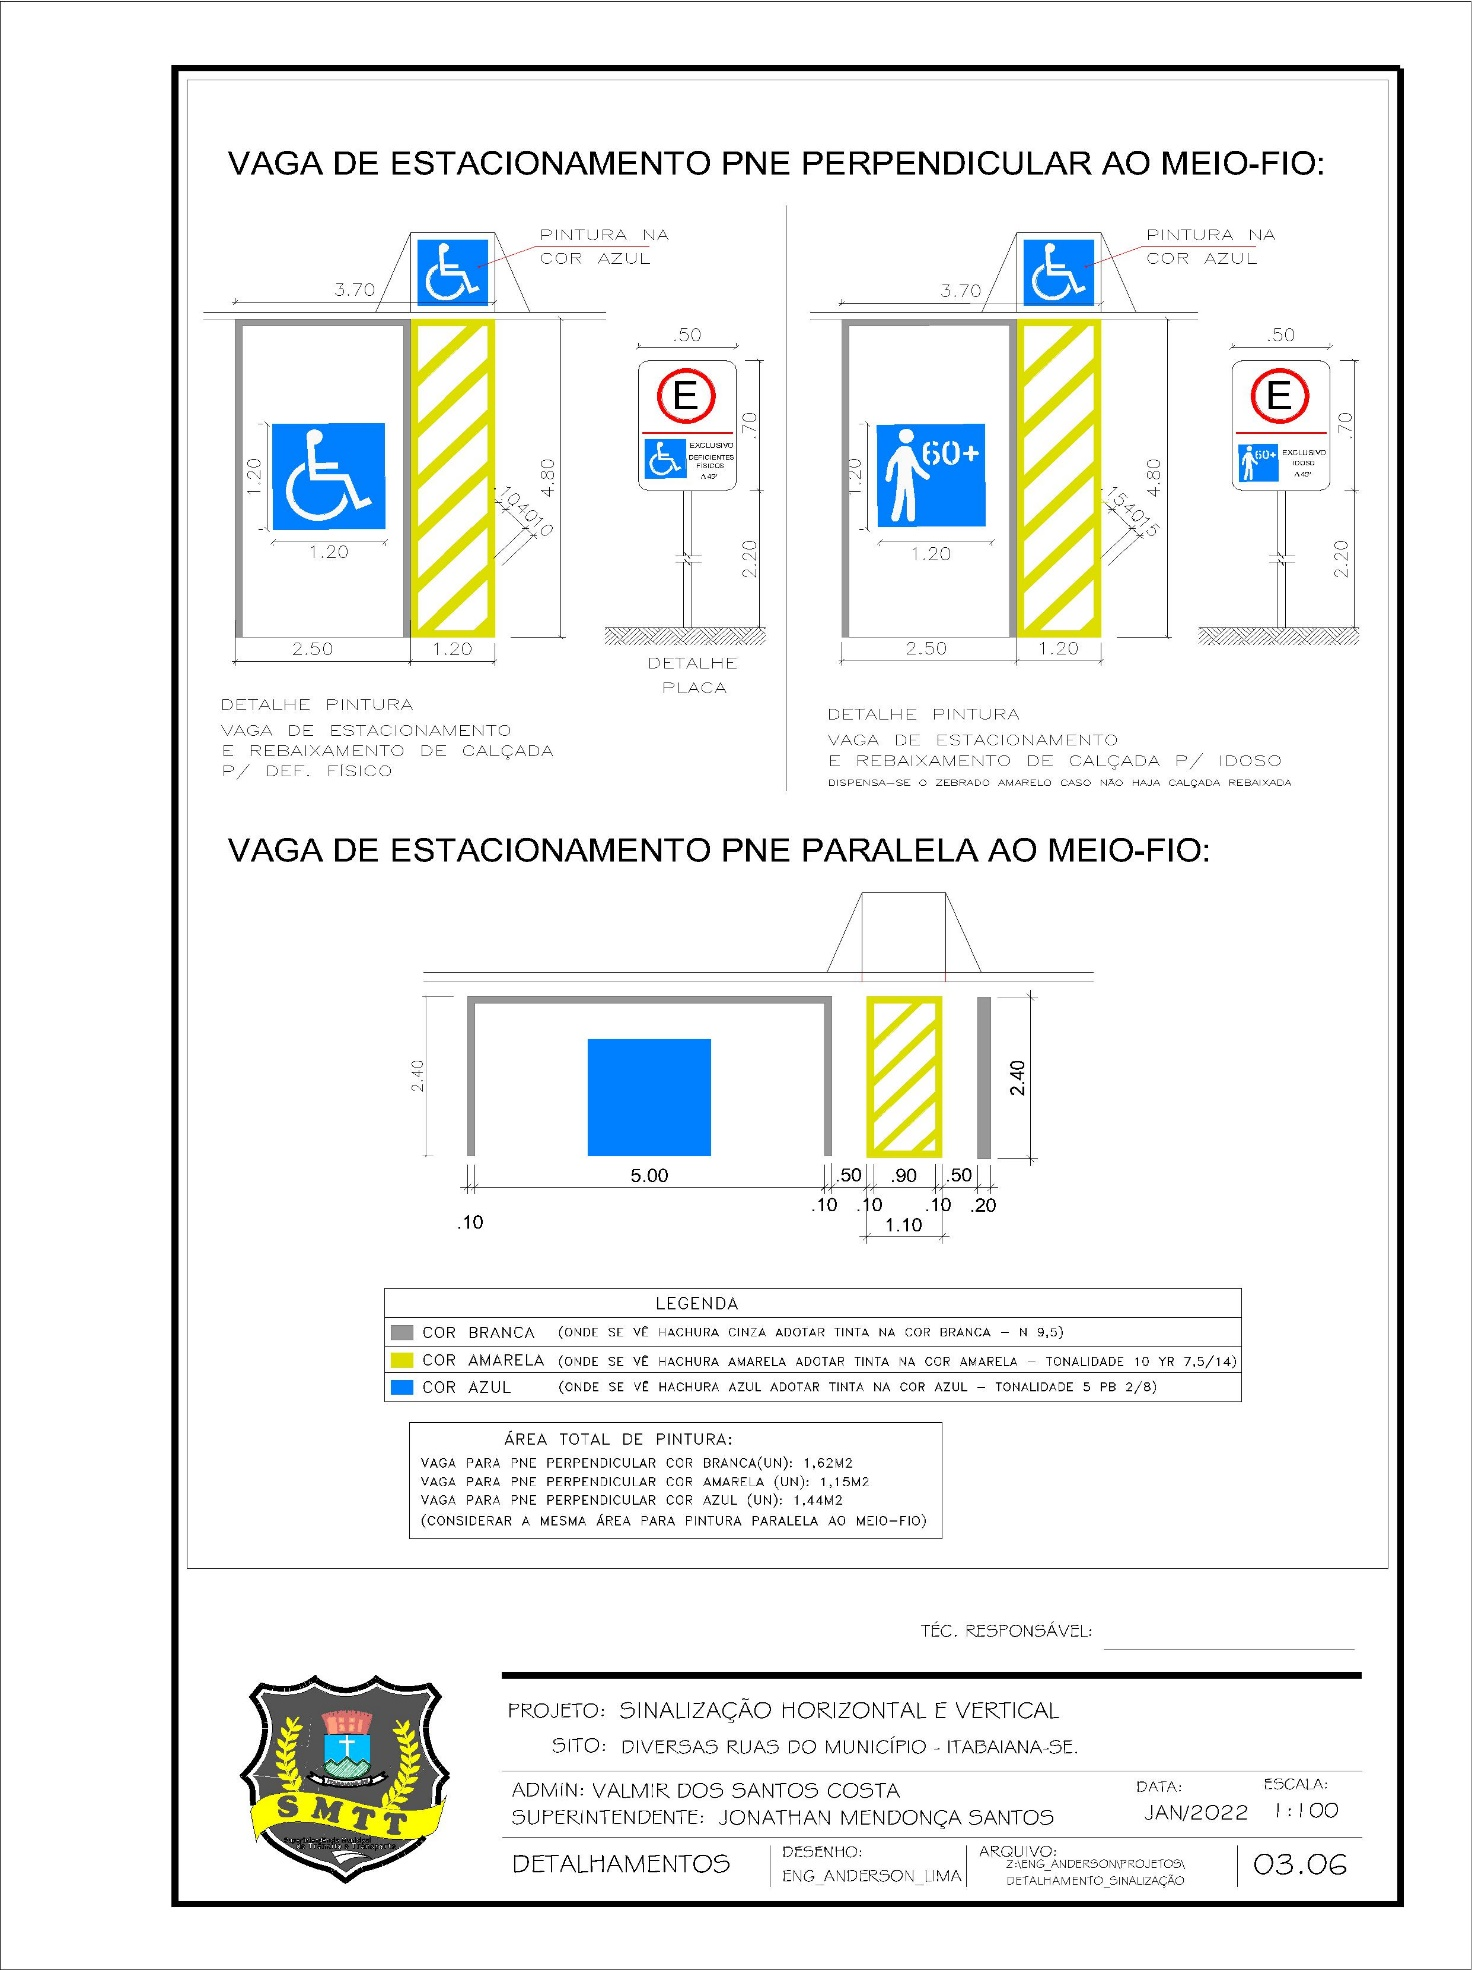 VAGA DE ESTACIONAMENTO PNE PERPENDICULAR AO MEIO-FIO:
PINTURA NA
COR AZUL
3.70
1.20
1.20
4.80
.10.40.10
2.50
1.20
.50
E
EXCLUSIVO
DEFICIENTES
FÍSICOS
A 45°
.70
2.20
DETALHE
PLACA
DETALHE PINTURA
VAGA DE ESTACIONAMENTO
E REBAIXAMENTO DE CALÇADA
P/ DEF. FÍSICO
PINTURA NA
COR AZUL
3.70
1.20
60+
1.20
4.80
.15.40.15
2.50
1.20
.50
E
60+
EXCLUSIVO
IDOSO
A 45°
.70
2.20
DETALHE PINTURA
VAGA DE ESTACIONAMENTO
E REBAIXAMENTO DE CALÇADA P/ IDOSO
DISPENSA-SE O ZEBRADO AMARELO CASO NÃO HAJA CALÇADA REBAIXADA
VAGA DE ESTACIONAMENTO PNE PARALELA AO MEIO-FIO:
2.40
2.40
5.00
.50
.90
.50
.10
.10
.10
.10
.20
1.10
LEGENDA
COR BRANCA (ONDE SE VÊ HACHURA CINZA ADOTAR TINTA NA COR BRANCA - N 9,5)
COR AMARELA (ONDE SE VÊ HACHURA AMARELA ADOTAR TINTA NA COR AMARELA - TONALIDADE 10 YR 7,5/14)
COR AZUL (ONDE SE VÊ HACHURA AZUL ADOTAR TINTA NA COR AZUL - TONALIDADE 5 PB 2/8)
ÁREA TOTAL DE PINTURA:
VAGA PARA PNE PERPENDICULAR COR BRANCA(UN): 1,62M2
VAGA PARA PNE PERPENDICULAR COR AMARELA (UN): 1,15M2
VAGA PARA PNE PERPENDICULAR COR AZUL (UN): 1,44M2
(CONSIDERAR A MESMA ÁREA PARA PINTURA PARALELA AO MEIO-FIO)
TÉC. RESPONSÁVEL:
PROJETO: SINALIZAÇÃO HORIZONTAL E VERTICAL
SITO: DIVERSAS RUAS DO MUNICÍPIO - ITABAIANA-SE.
ADMIN: VALMIR DOS SANTOS COSTA
SUPERINTENDENTE: JONATHAN MENDONÇA SANTOS
DATA:
JAN/2022
ESCALA:
1:100
DETALHAMENTOS
DESENHO:
ENG_ANDERSON_LIMA
ARQUIVO:
Z:\ENG_ANDERSON\PROJETOS\
DETALHAMENTO_SINALIZAÇÃO
03.06
SMTT